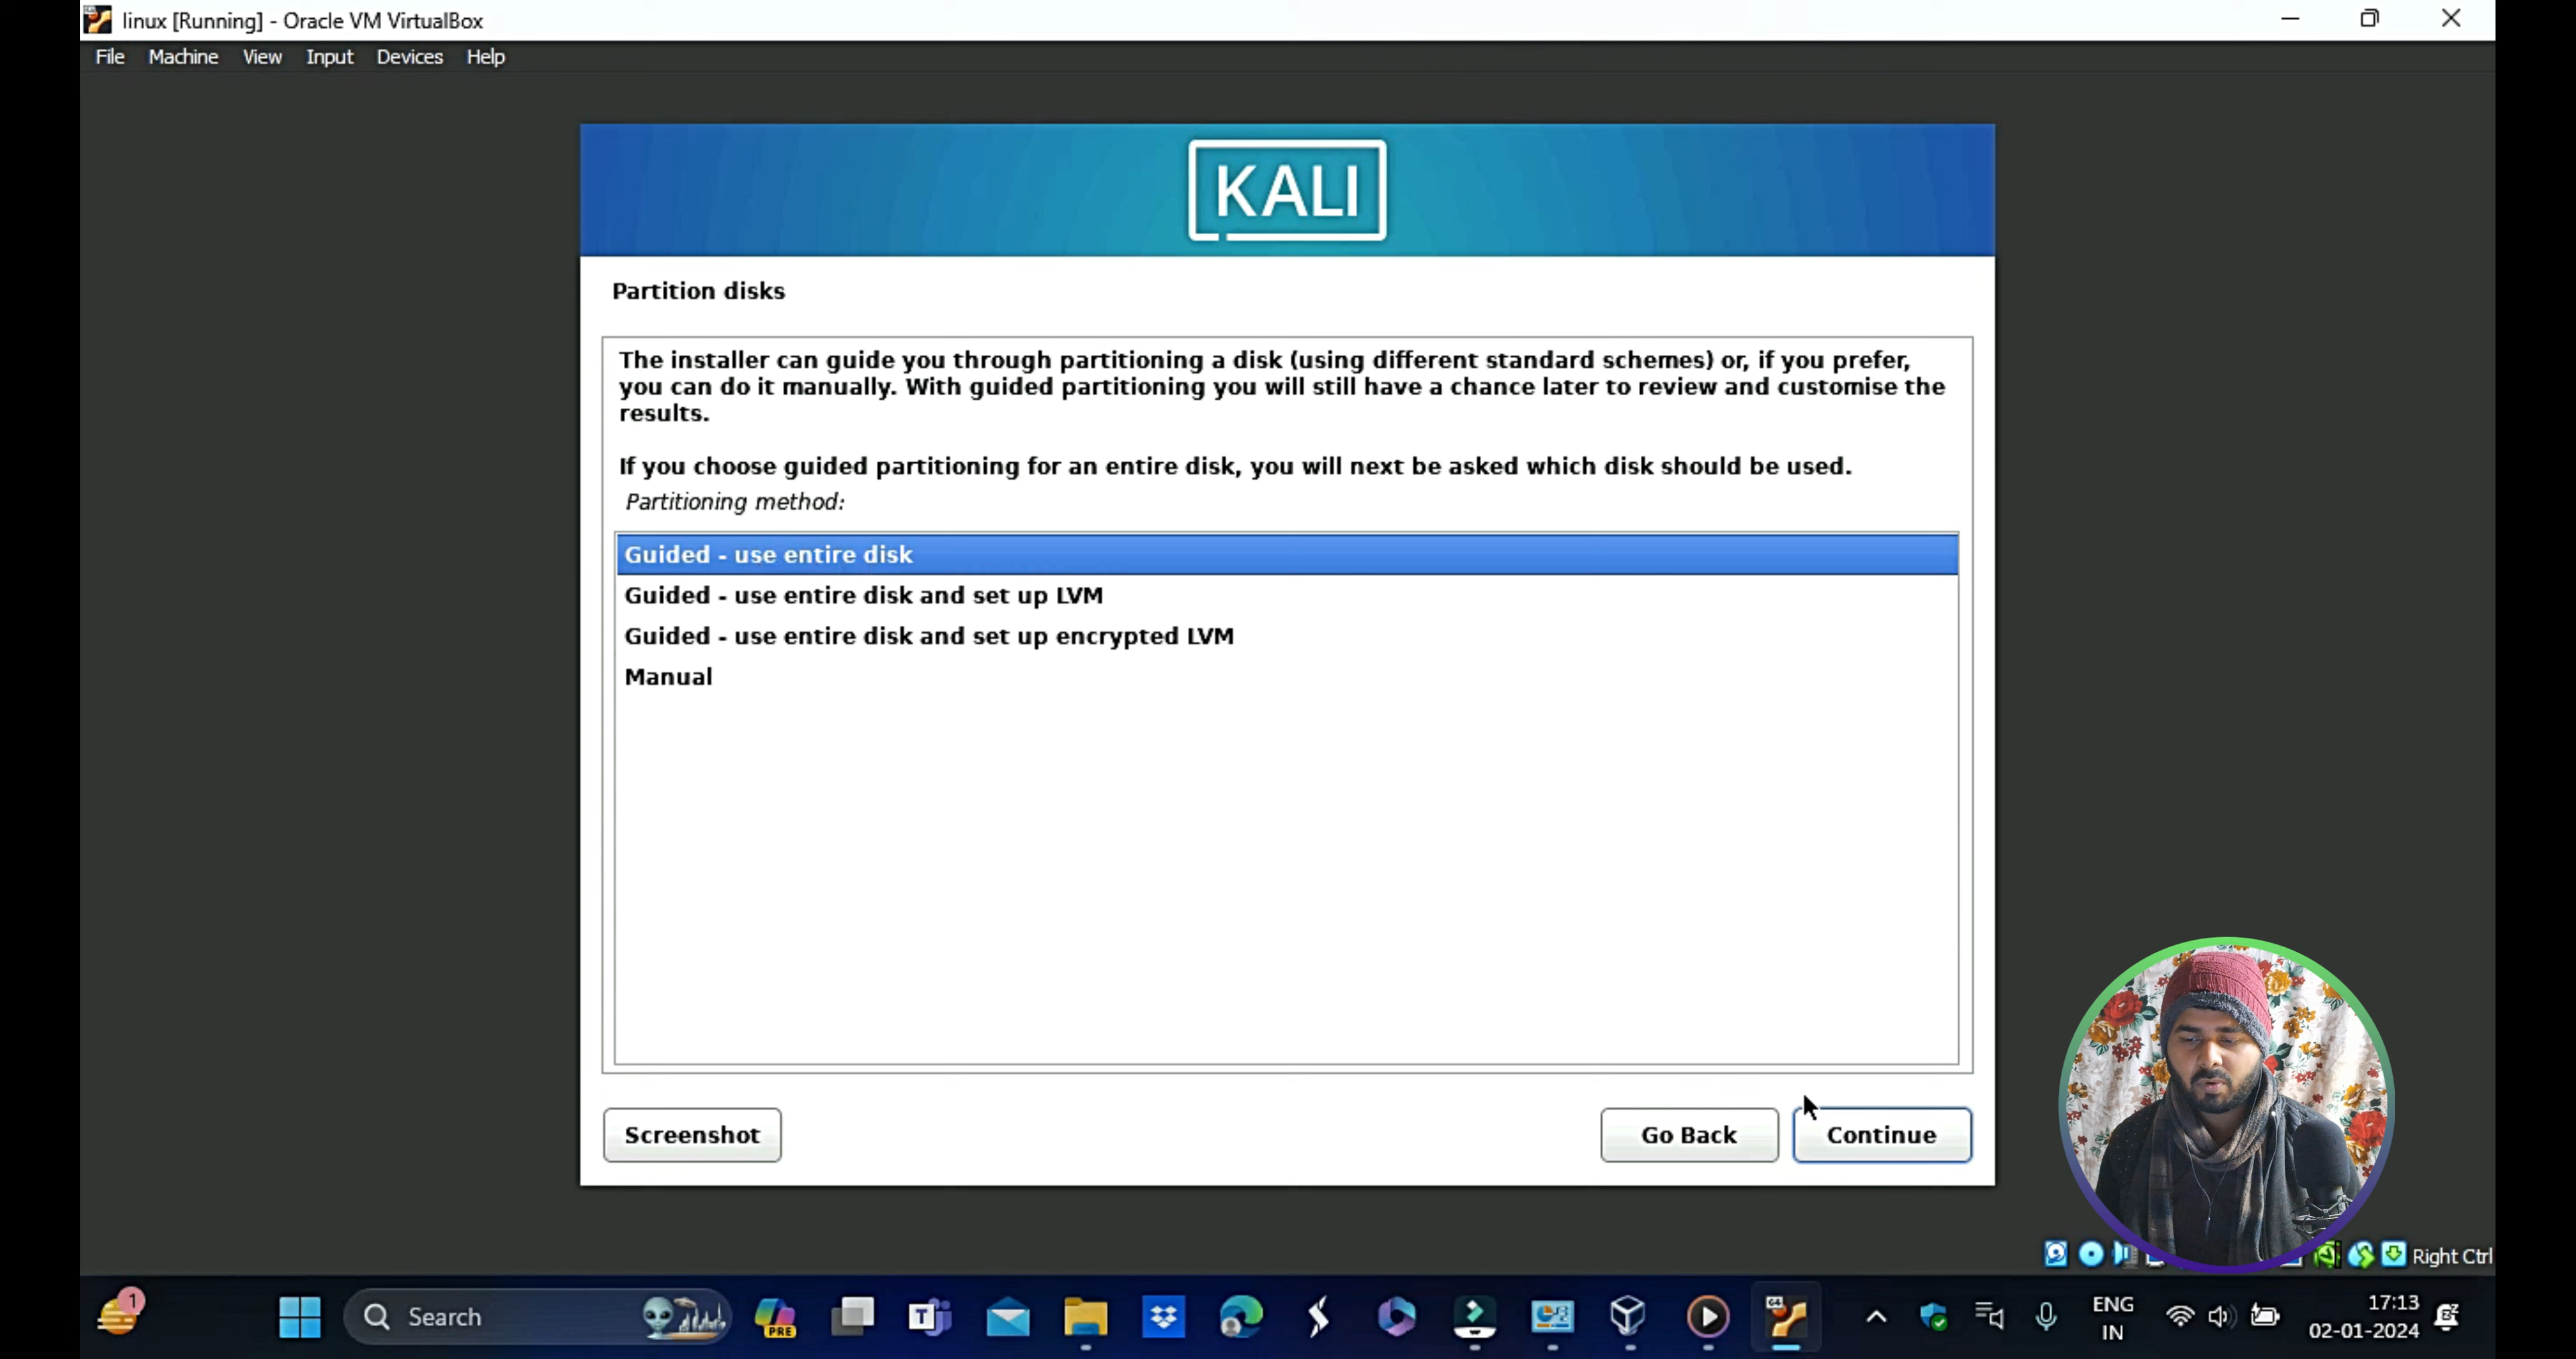 linux [Running] - Oracle VM VirtualBox
File Machine View Input Devices Help
KALI
Partition disks
The installer can guide you through partitioning a disk (using different standard schemes) or, if you prefer,
you can do it manually. With guided partitioning you will still have a chance later to review and customise the
results.
If you choose guided partitioning for an entire disk, you will next be asked which disk should be used.
Partitioning method:
Guided - use entire disk
Guided - use entire disk and set up LVM
Guided - use entire disk and set up encrypted LVM
Manual
Screenshot
Go Back
Continue
Right Ctrl
1
Search
PRE
T
64
ENG
IN
17:13
02-01-2024